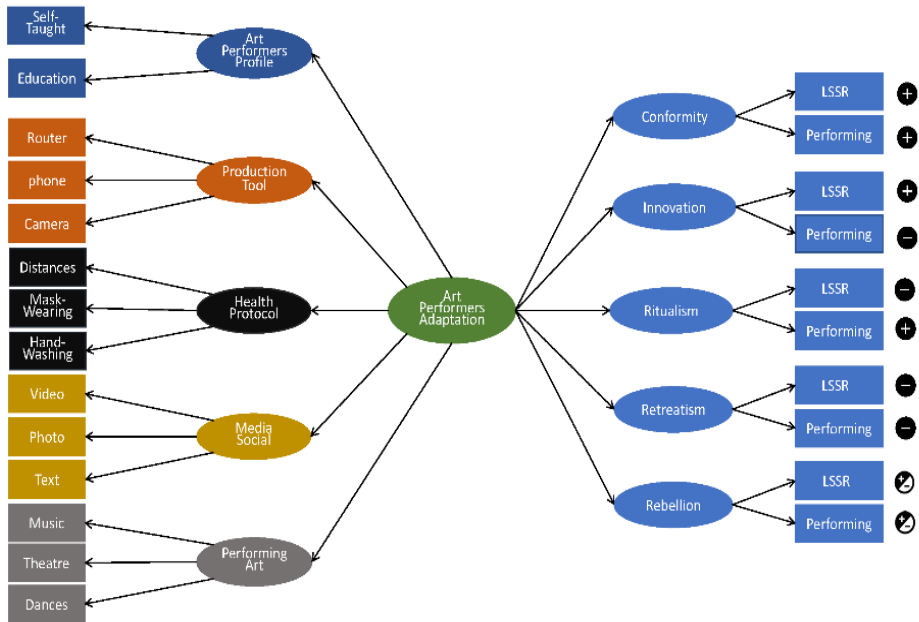 Self-
Taught
Education
Art
Performers
Profile
Router
phone
Camera
Production
Tool
Distances
Mask-
Wearing
Hand-
Washing
Health
Protocol
Video
Photo
Text
Media
Social
Music
Theatre
Dances
Performing
Art
Art
Performers
Adaptation
Conformity
LSSR
+
Performing
+
Innovation
LSSR
+
Performing
−
Ritualism
LSSR
−
Performing
+
Retreatism
LSSR
−
Performing
−
Rebellion
LSSR
+
−
Performing
+
−